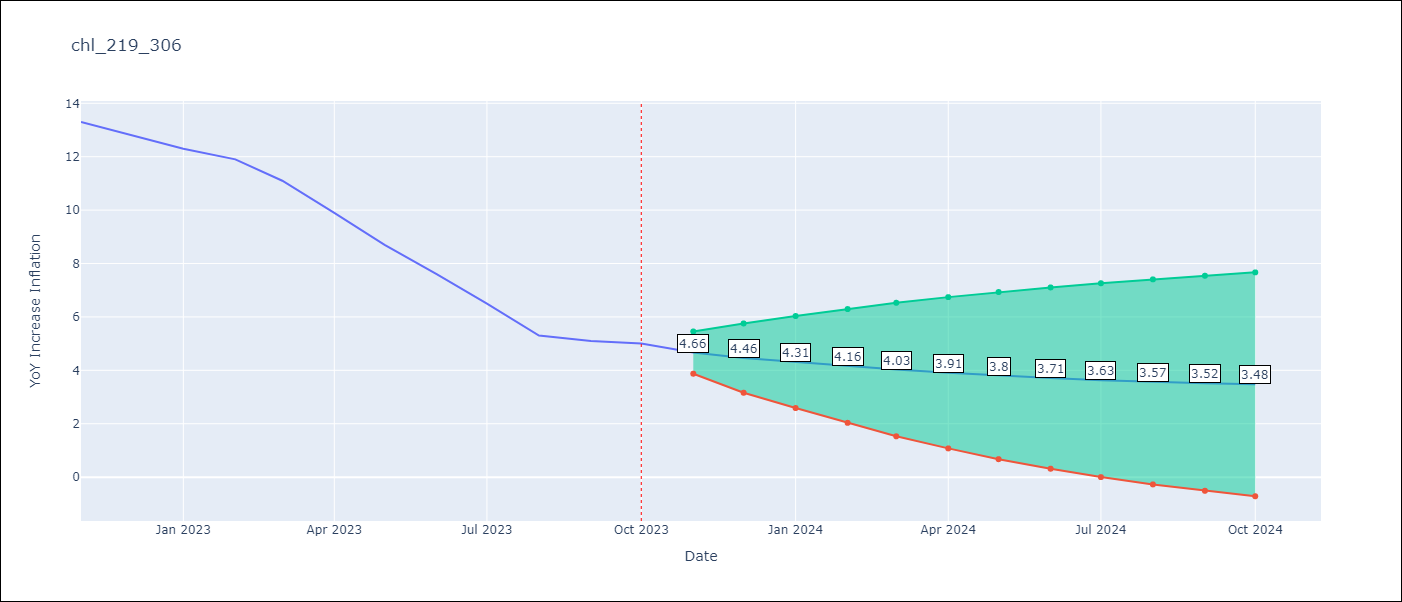 chl_219_306
YoY Increase Inflation
14
12
10
8
6
4
2
0
4.66
4.46
4.31
4.16
4.03
3.91
3.8
3.71
3.63
3.57
3.52
3.48
Jan 2023
Apr 2023
Jul 2023
Oct 2023
Jan 2024
Apr 2024
Jul 2024
Oct 2024
Date